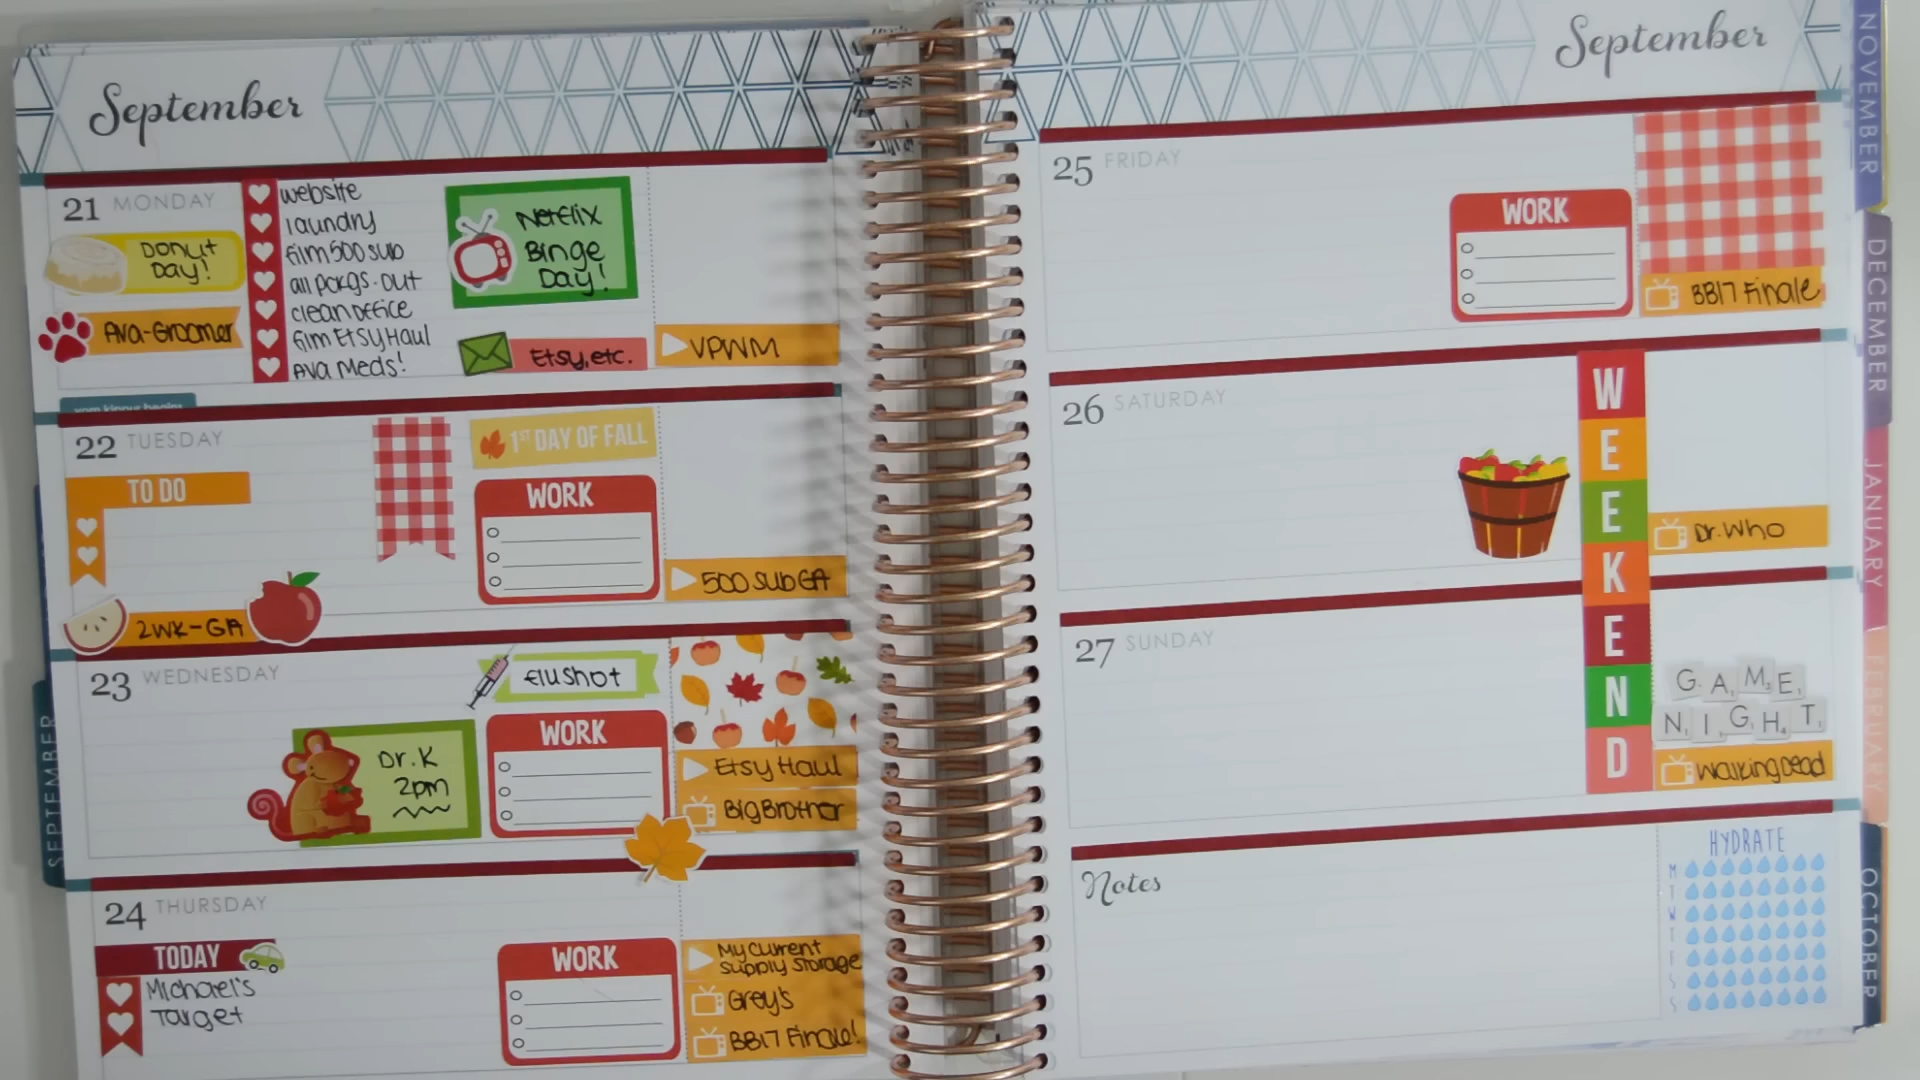 September
21 MONDAY
DONUT
DAY!
AVA-Groomer
website
laundry
film 500 sub
all pckgs. out
clean office
film Etsy Haul
AVA Meds!
Netflix
Binge
DAY!
Etsy, etc.
VPWM
yom kippur begins
22 TUESDAY
TO DO
2WK-GA
1ST DAY OF FALL
WORK
500 SUB GA
23 WEDNESDAY
Dr. K
2pm
Flu shot
WORK
Etsy Haul
Big Brother
24 THURSDAY
TODAY
Michael's
Target
WORK
My current
supply storage
Grey's
BB17 Finale!
September
25 FRIDAY
WORK
BB17 Finale
26 SATURDAY
WEEKEND
Dr. Who
27 SUNDAY
GAME
NIGHT
Walking Dead
Notes
HYDRATE
M
T
W
T
F
S
S
NOVEMBER
DECEMBER
JANUARY
FEBRUARY
OCTOBER
SEPTEMBER